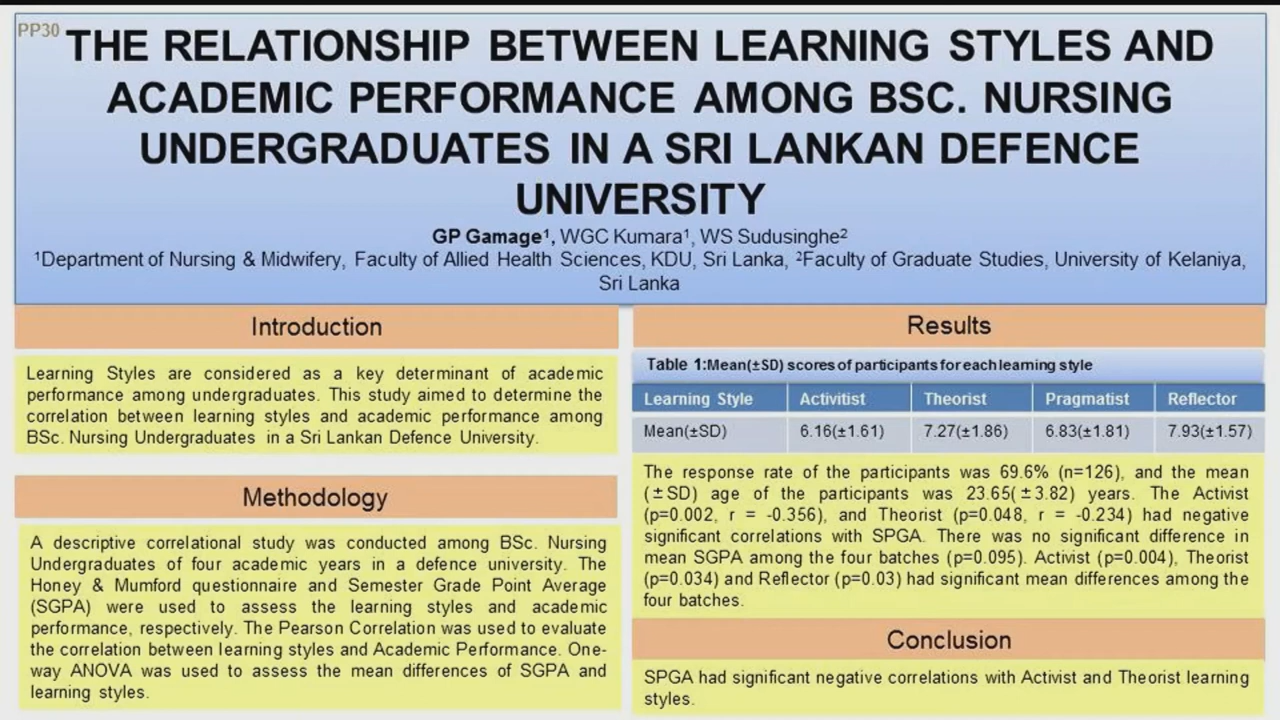 PP30
THE RELATIONSHIP BETWEEN LEARNING STYLES AND
ACADEMIC PERFORMANCE AMONG BSC. NURSING
UNDERGRADUATES IN A SRI LANKAN DEFENCE
UNIVERSITY
GP Gamage¹, WGC Kumara¹, WS Sudusinghe²
¹Department of Nursing & Midwifery, Faculty of Allied Health Sciences, KDU, Sri Lanka, ²Faculty of Graduate Studies, University of Kelaniya,
Sri Lanka
Introduction
Learning Styles are considered as a key determinant of academic
performance among undergraduates. This study aimed to determine the
correlation between learning styles and academic performance among
BSc. Nursing Undergraduates in a Sri Lankan Defence University.
Methodology
A descriptive correlational study was conducted among BSc. Nursing
Undergraduates of four academic years in a defence university. The
Honey & Mumford questionnaire and Semester Grade Point Average
(SGPA) were used to assess the learning styles and academic
performance, respectively. The Pearson Correlation was used to evaluate
the correlation between learning styles and Academic Performance. One-
way ANOVA was used to assess the mean differences of SGPA and
learning styles.
Results
Table 1:Mean(±SD) scores of participants for each learning style
Learning Style Activitist Theorist Pragmatist Reflector
Mean(±SD) 6.16(±1.61) 7.27(±1.86) 6.83(±1.81) 7.93(±1.57)
The response rate of the participants was 69.6% (n=126), and the mean
(±SD) age of the participants was 23.65(±3.82) years. The Activist
(p=0.002, r = -0.356), and Theorist (p=0.048, r = -0.234) had negative
significant correlations with SPGA. There was no significant difference in
mean SGPA among the four batches (p=0.095). Activist (p=0.004), Theorist
(p=0.034) and Reflector (p=0.03) had significant mean differences among the
four batches.
Conclusion
SPGA had significant negative correlations with Activist and Theorist learning
styles.